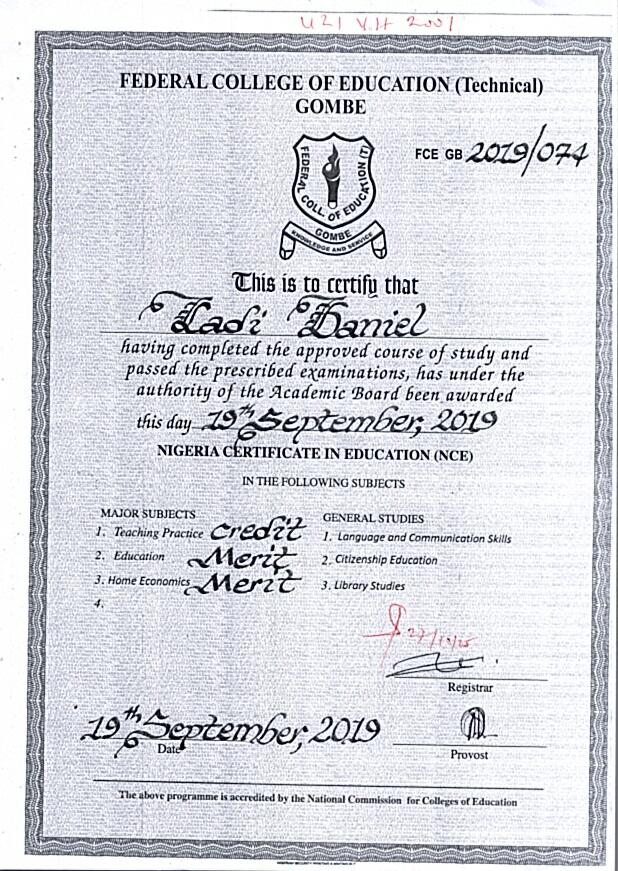 U21 V.H 2001
FEDERAL COLLEGE OF EDUCATION (Technical)
GOMBE
FCE GB 2019/074
FEDERAL COLL. OF EDUCATION (T)
GOMBE
KNOWLEDGE AND SERVICE
This is to certify that
Ladi Daniel
having completed the approved course of study and
passed the prescribed examinations, has under the
authority of the Academic Board been awarded
this day 19th September, 2019
NIGERIA CERTIFICATE IN EDUCATION (NCE)
IN THE FOLLOWING SUBJECTS
MAJOR SUBJECTS
1. Teaching Practice Credit
2. Education Merit
3. Home Economics Merit
4.
GENERAL STUDIES
1. Language and Communication Skills
2. Citizenship Education
3. Library Studies
Registrar
19th September, 2019
Date
Provost
The above programme is accredited by the National Commission for Colleges of Education